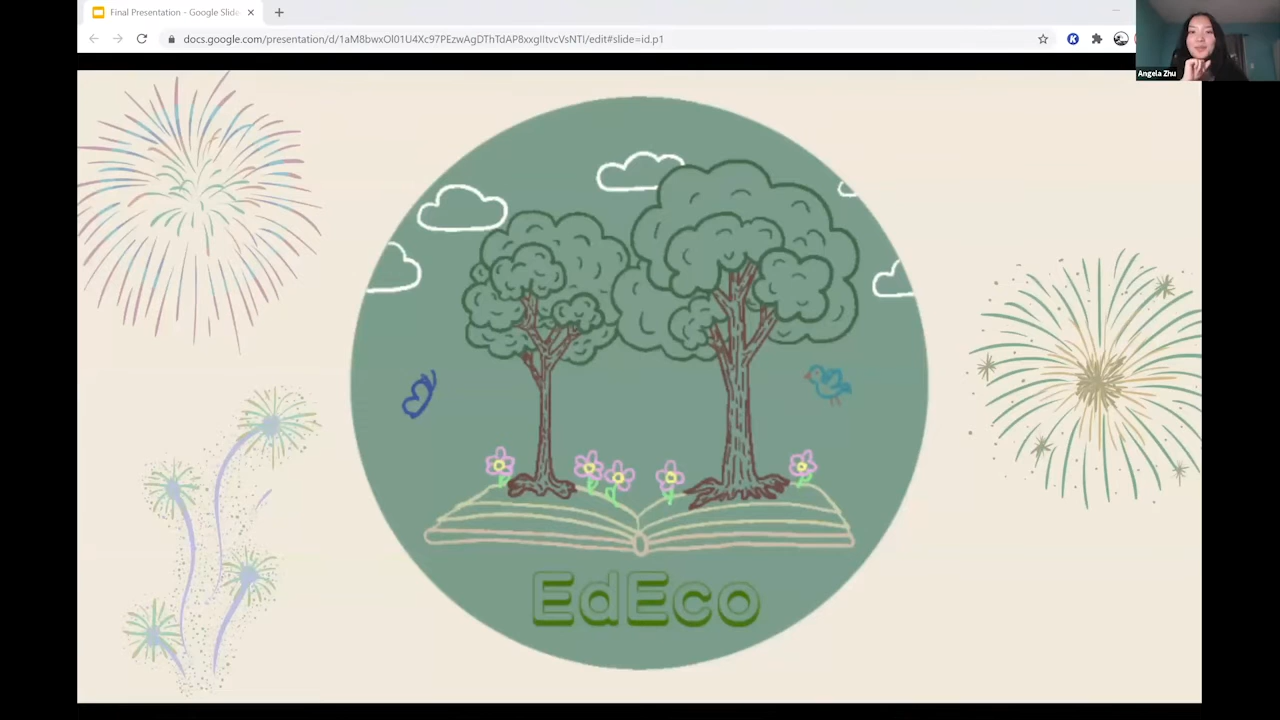 Final Presentation - Google Slide
docs.google.com/presentation/d/1aM8bwxOl01U4Xc97PEzwAgDThTdAP8xxgIltvcVsNTI/edit#slide=id.p1
Angela Zhu
EdEco